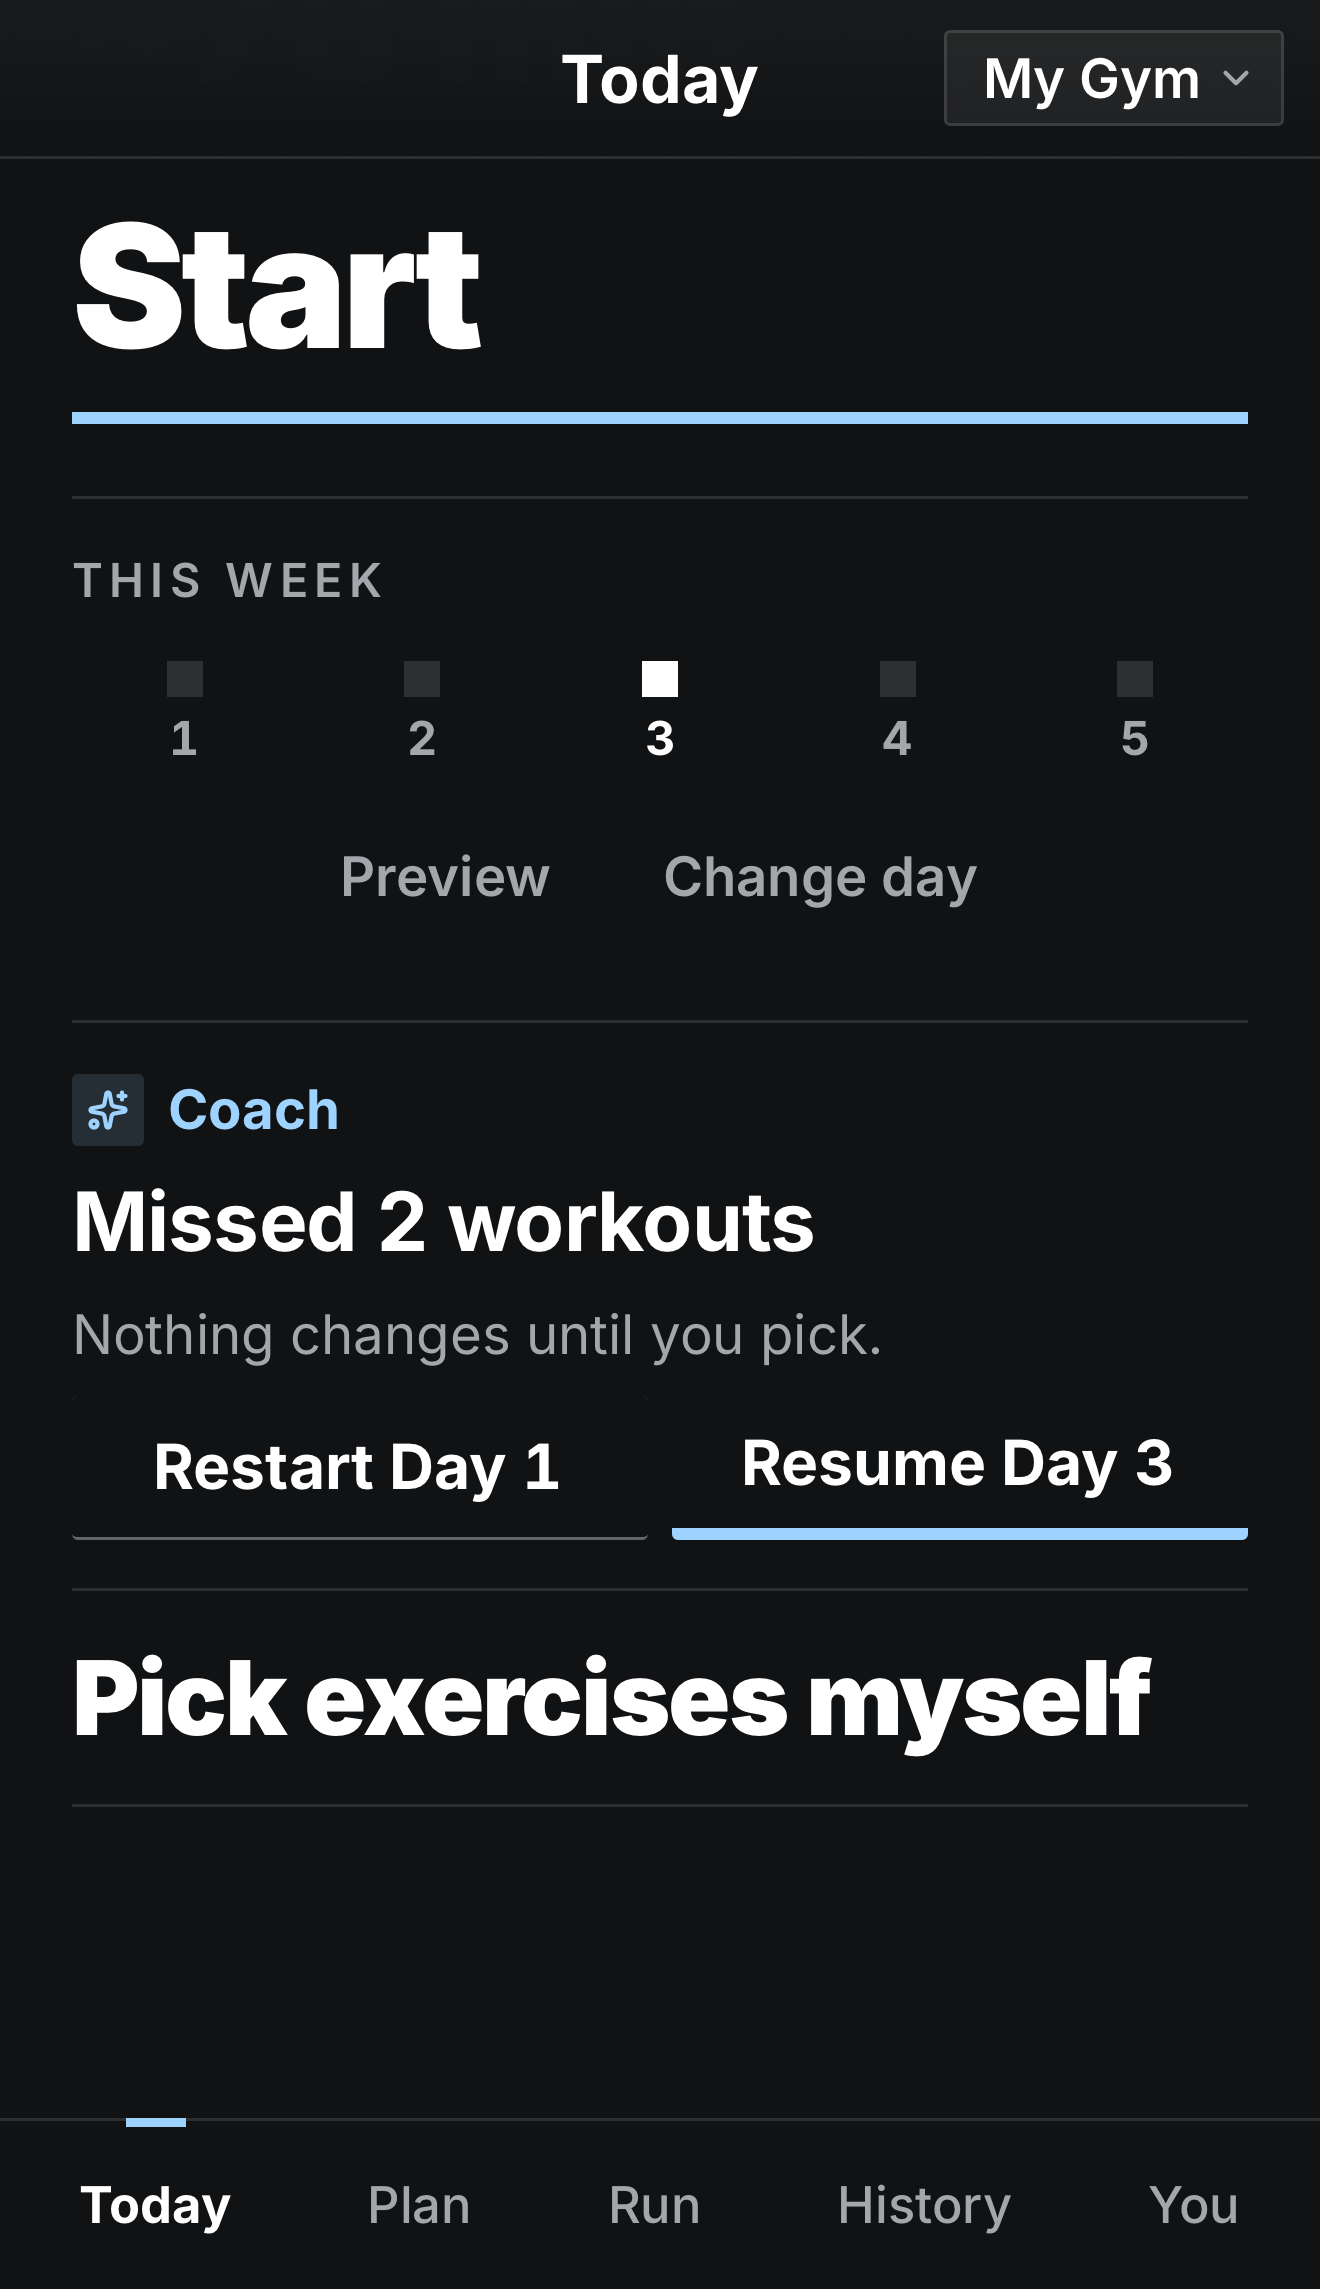 Today
My Gym
Start
THIS WEEK
1 2 3 4 5
Preview Change day
Coach
Missed 2 workouts
Nothing changes until you pick.
Restart Day 1 Resume Day 3
Pick exercises myself
Today Plan Run History You